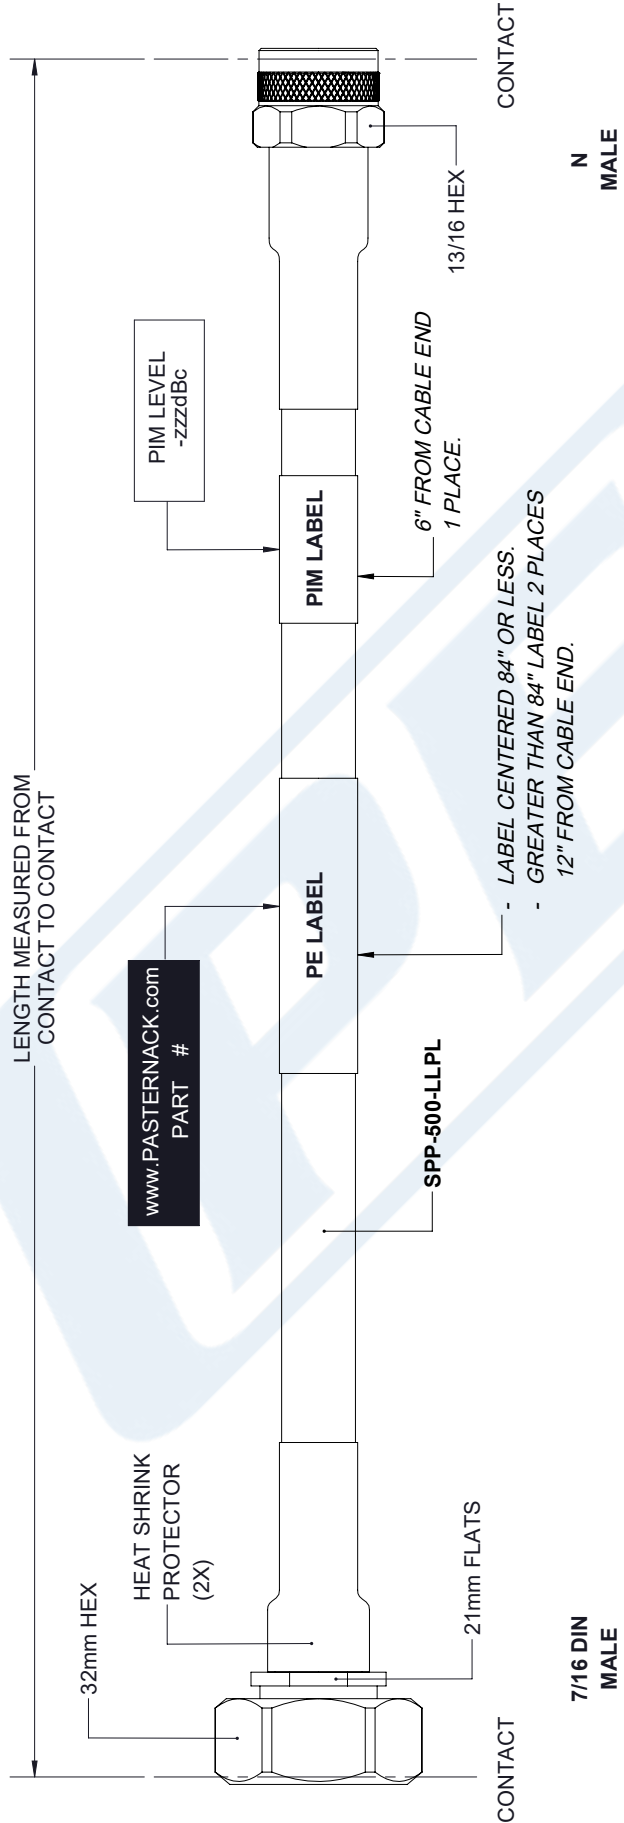 LENGTH MEASURED FROM
CONTACT TO CONTACT
32mm HEX
HEAT SHRINK
PROTECTOR
(2X)
www.PASTERNACK.com
PART #
PIM LEVEL
-zzzdBc
PE LABEL
PIM LABEL
21mm FLATS
SPP-500-LLPL
- LABEL CENTERED 84" OR LESS.
- GREATER THAN 84" LABEL 2 PLACES
12" FROM CABLE END.
6" FROM CABLE END
1 PLACE.
13/16 HEX
CONTACT
CONTACT
7/16 DIN
MALE
N
MALE